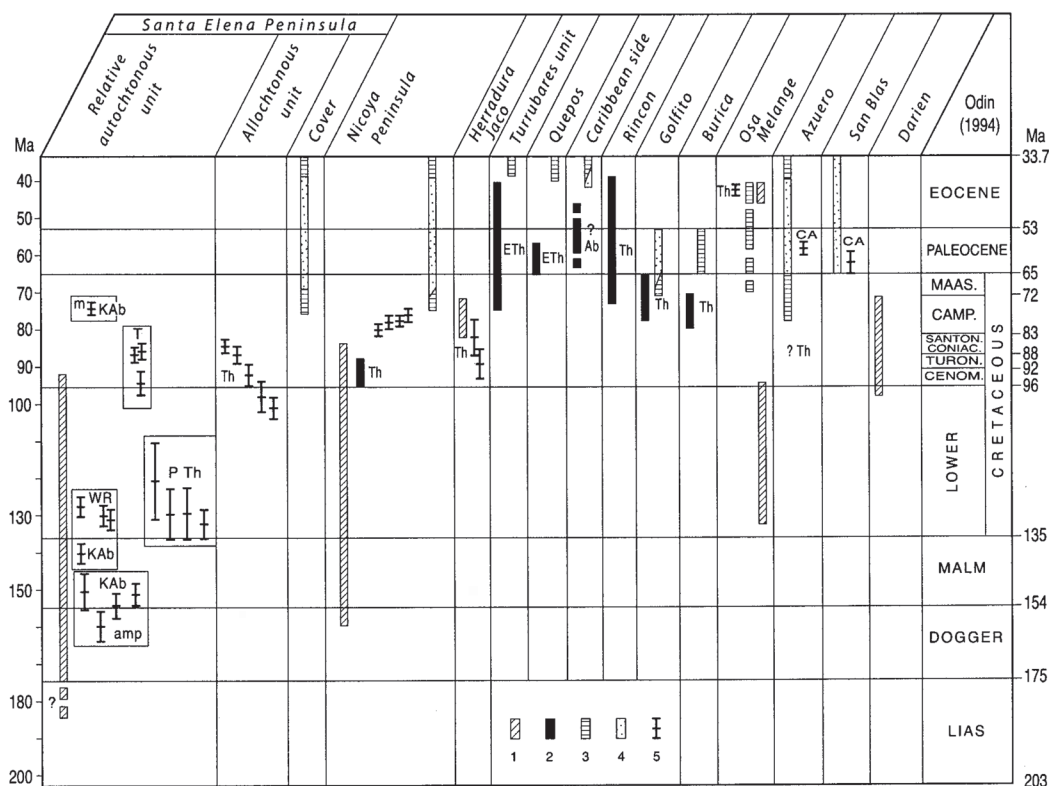 Santa Elena Peninsula
Relative
autochtonous
unit
Allochtonous
unit
Cover
Nicoya
Peninsula
Herradura
Jaco
Turrubares unit
Quepos
Caribbean side
Rincon
Golfito
Burica
Osa
Melange
Azuero
San Blas
Darien
Odin
(1994)
Ma
Ma
33.7
40
EOCENE
Th
50
?
53
ETh
ETh
Ab
Th
CA
CA
PALEOCENE
60
65
70
m
KAb
Th
Th
MAAS.
72
CAMP.
80
T
83
Th
Th
Th
? Th
SANTON.
CONIAC.
88
90
TURON.
92
CENOM.
96
100
CRETACEOUS
LOWER
P Th
WR
130
135
KAb
MALM
150
KAb
154
amp
DOGGER
175
180
?
LIAS
1
2
3
4
5
200
203